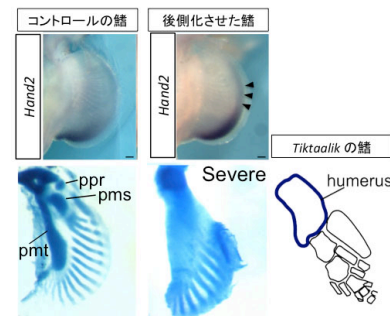 コントロールの鰭
後側化させた鰭
Hand2
Hand2
Tiktaalik の鰭
Severe
ppr
pms
pmt
humerus